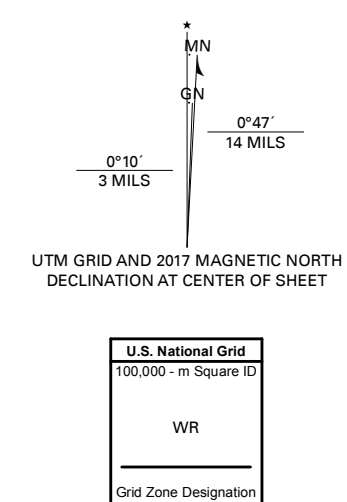 ★
MN
GN
0°47´
14 MILS
0°10´
3 MILS
UTM GRID AND 2017 MAGNETIC NORTH
DECLINATION AT CENTER OF SHEET
U.S. National Grid
100,000 - m Square ID
WR
Grid Zone Designation